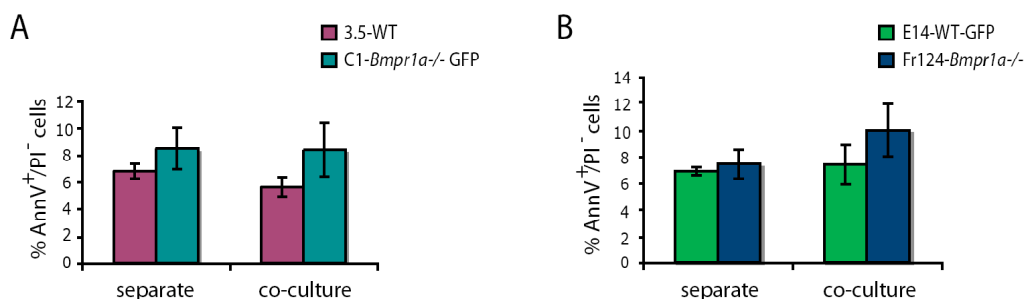 A
3.5-WT
C1-Bmpr1a-/- GFP
% AnnV+/PI- cells
12
10
8
6
4
2
0
separate
co-culture
B
E14-WT-GFP
Fr124-Bmpr1a-/-
% AnnV+/PI- cells
14
12
10
8
6
4
2
0
separate
co-culture